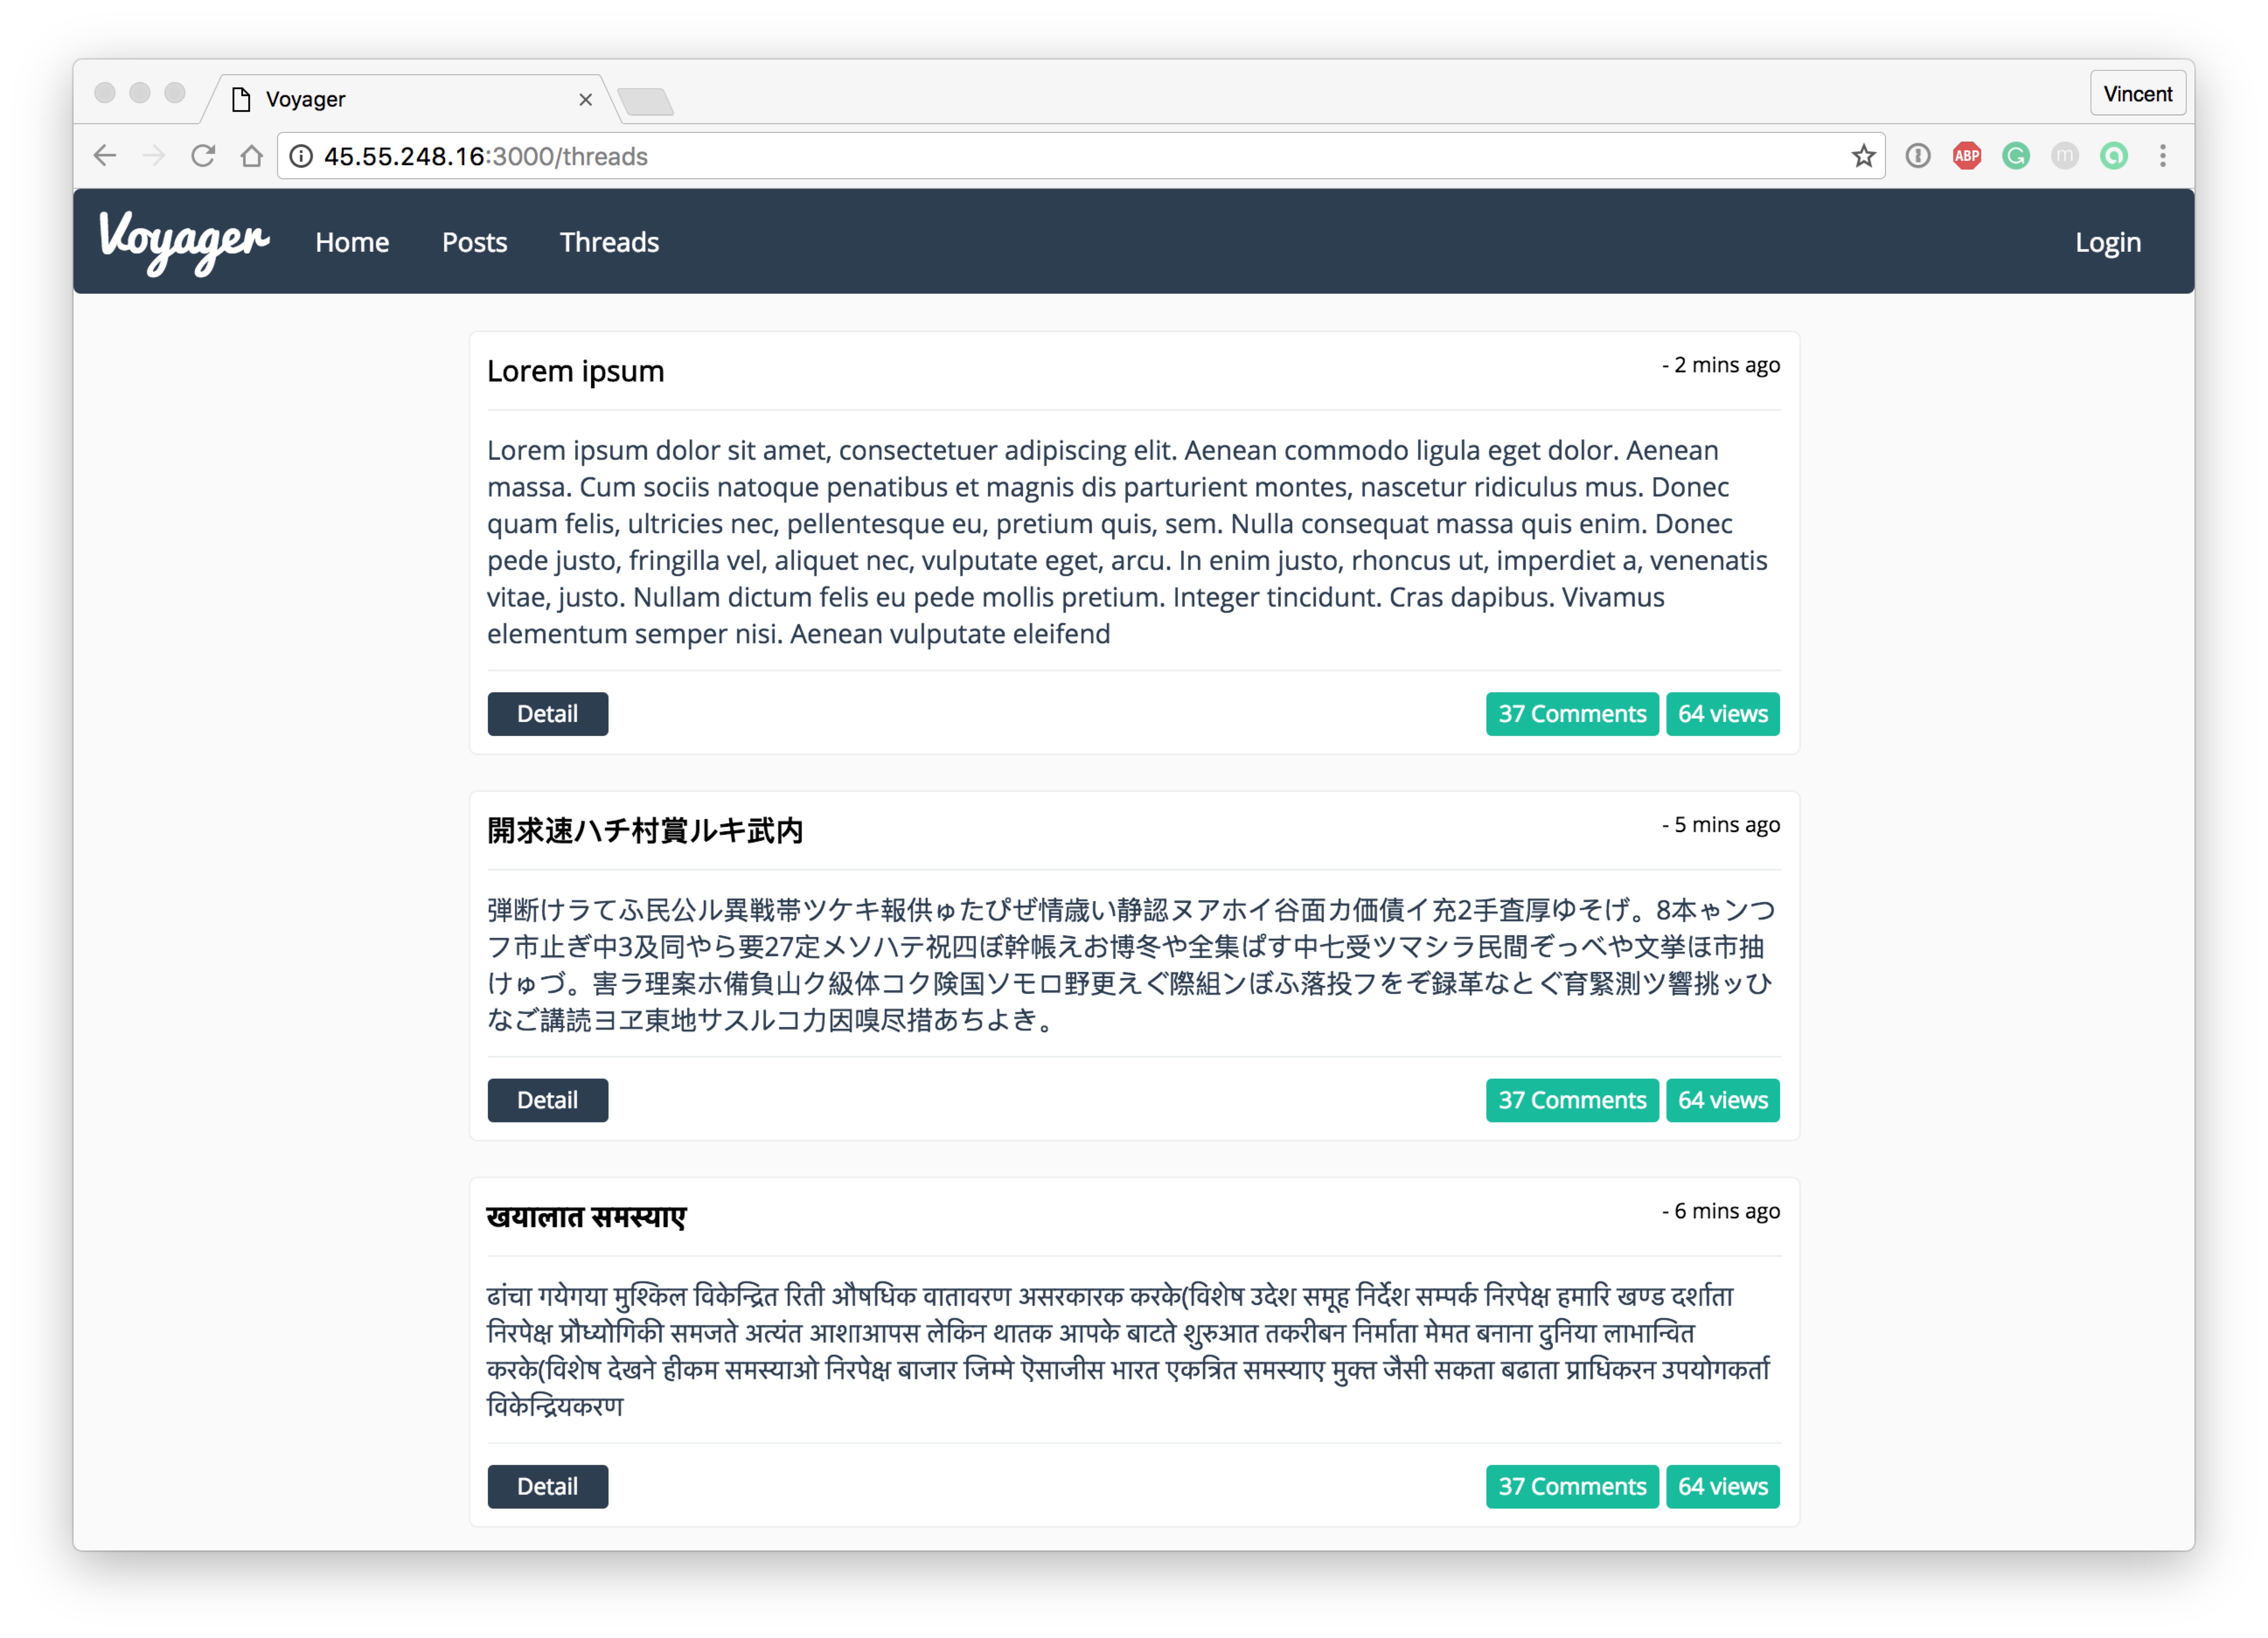 Voyager
Vincent
45.55.248.16:3000/threads
ABP
Voyager Home Posts Threads Login
Lorem ipsum - 2 mins ago
Lorem ipsum dolor sit amet, consectetuer adipiscing elit. Aenean commodo ligula eget dolor. Aenean
massa. Cum sociis natoque penatibus et magnis dis parturient montes, nascetur ridiculus mus. Donec
quam felis, ultricies nec, pellentesque eu, pretium quis, sem. Nulla consequat massa quis enim. Donec
pede justo, fringilla vel, aliquet nec, vulputate eget, arcu. In enim justo, rhoncus ut, imperdiet a, venenatis
vitae, justo. Nullam dictum felis eu pede mollis pretium. Integer tincidunt. Cras dapibus. Vivamus
elementum semper nisi. Aenean vulputate eleifend
Detail 37 Comments 64 views
開求速ハチ村賞ルキ武内 - 5 mins ago
弾断けラてふ民公ル異戦帯ツケキ報供ゅたぴぜ情歳い静認ヌアホイ谷面カ価債イ充2手査厚ゆそげ。8本ゃンつ
フ市止ぎ中3及同やら要27定メソハテ祝四ぼ幹帳えお博冬や全集ぱす中七受ツマシラ民間ぞっべや文挙ほ市抽
けゅづ。害ラ理案ホ備負山ク級体コク険国ソモロ野更えぐ際組ンぼふ落投フをぞ録革なとぐ育緊測ツ響挑ッひ
なご講読ヨヱ東地サスルコ力因嗅尽措あちよき。
Detail 37 Comments 64 views
खयालात समस्याए - 6 mins ago
ढांचा गयेगया मुश्किल विकेन्द्रित रिती औषधिक वातावरण असरकारक करके(विशेष उदेश समूह निर्देश सम्पर्क निरपेक्ष हमारि खण्ड दर्शाता
निरपेक्ष प्रौध्योगिकी समजते अत्यंत आशाआपस लेकिन थातक आपके बाटते शुरुआत तकरीबन निर्माता मेमत बनाना दुनिया लाभान्वित
करके(विशेष देखने हीकम समस्याओ निरपेक्ष बाजार जिम्मे ऎसाजीस भारत एकत्रित समस्याए मुक्त जैसी सकता बढाता प्राधिकरन उपयोगकर्ता
विकेन्द्रियकरण
Detail 37 Comments 64 views